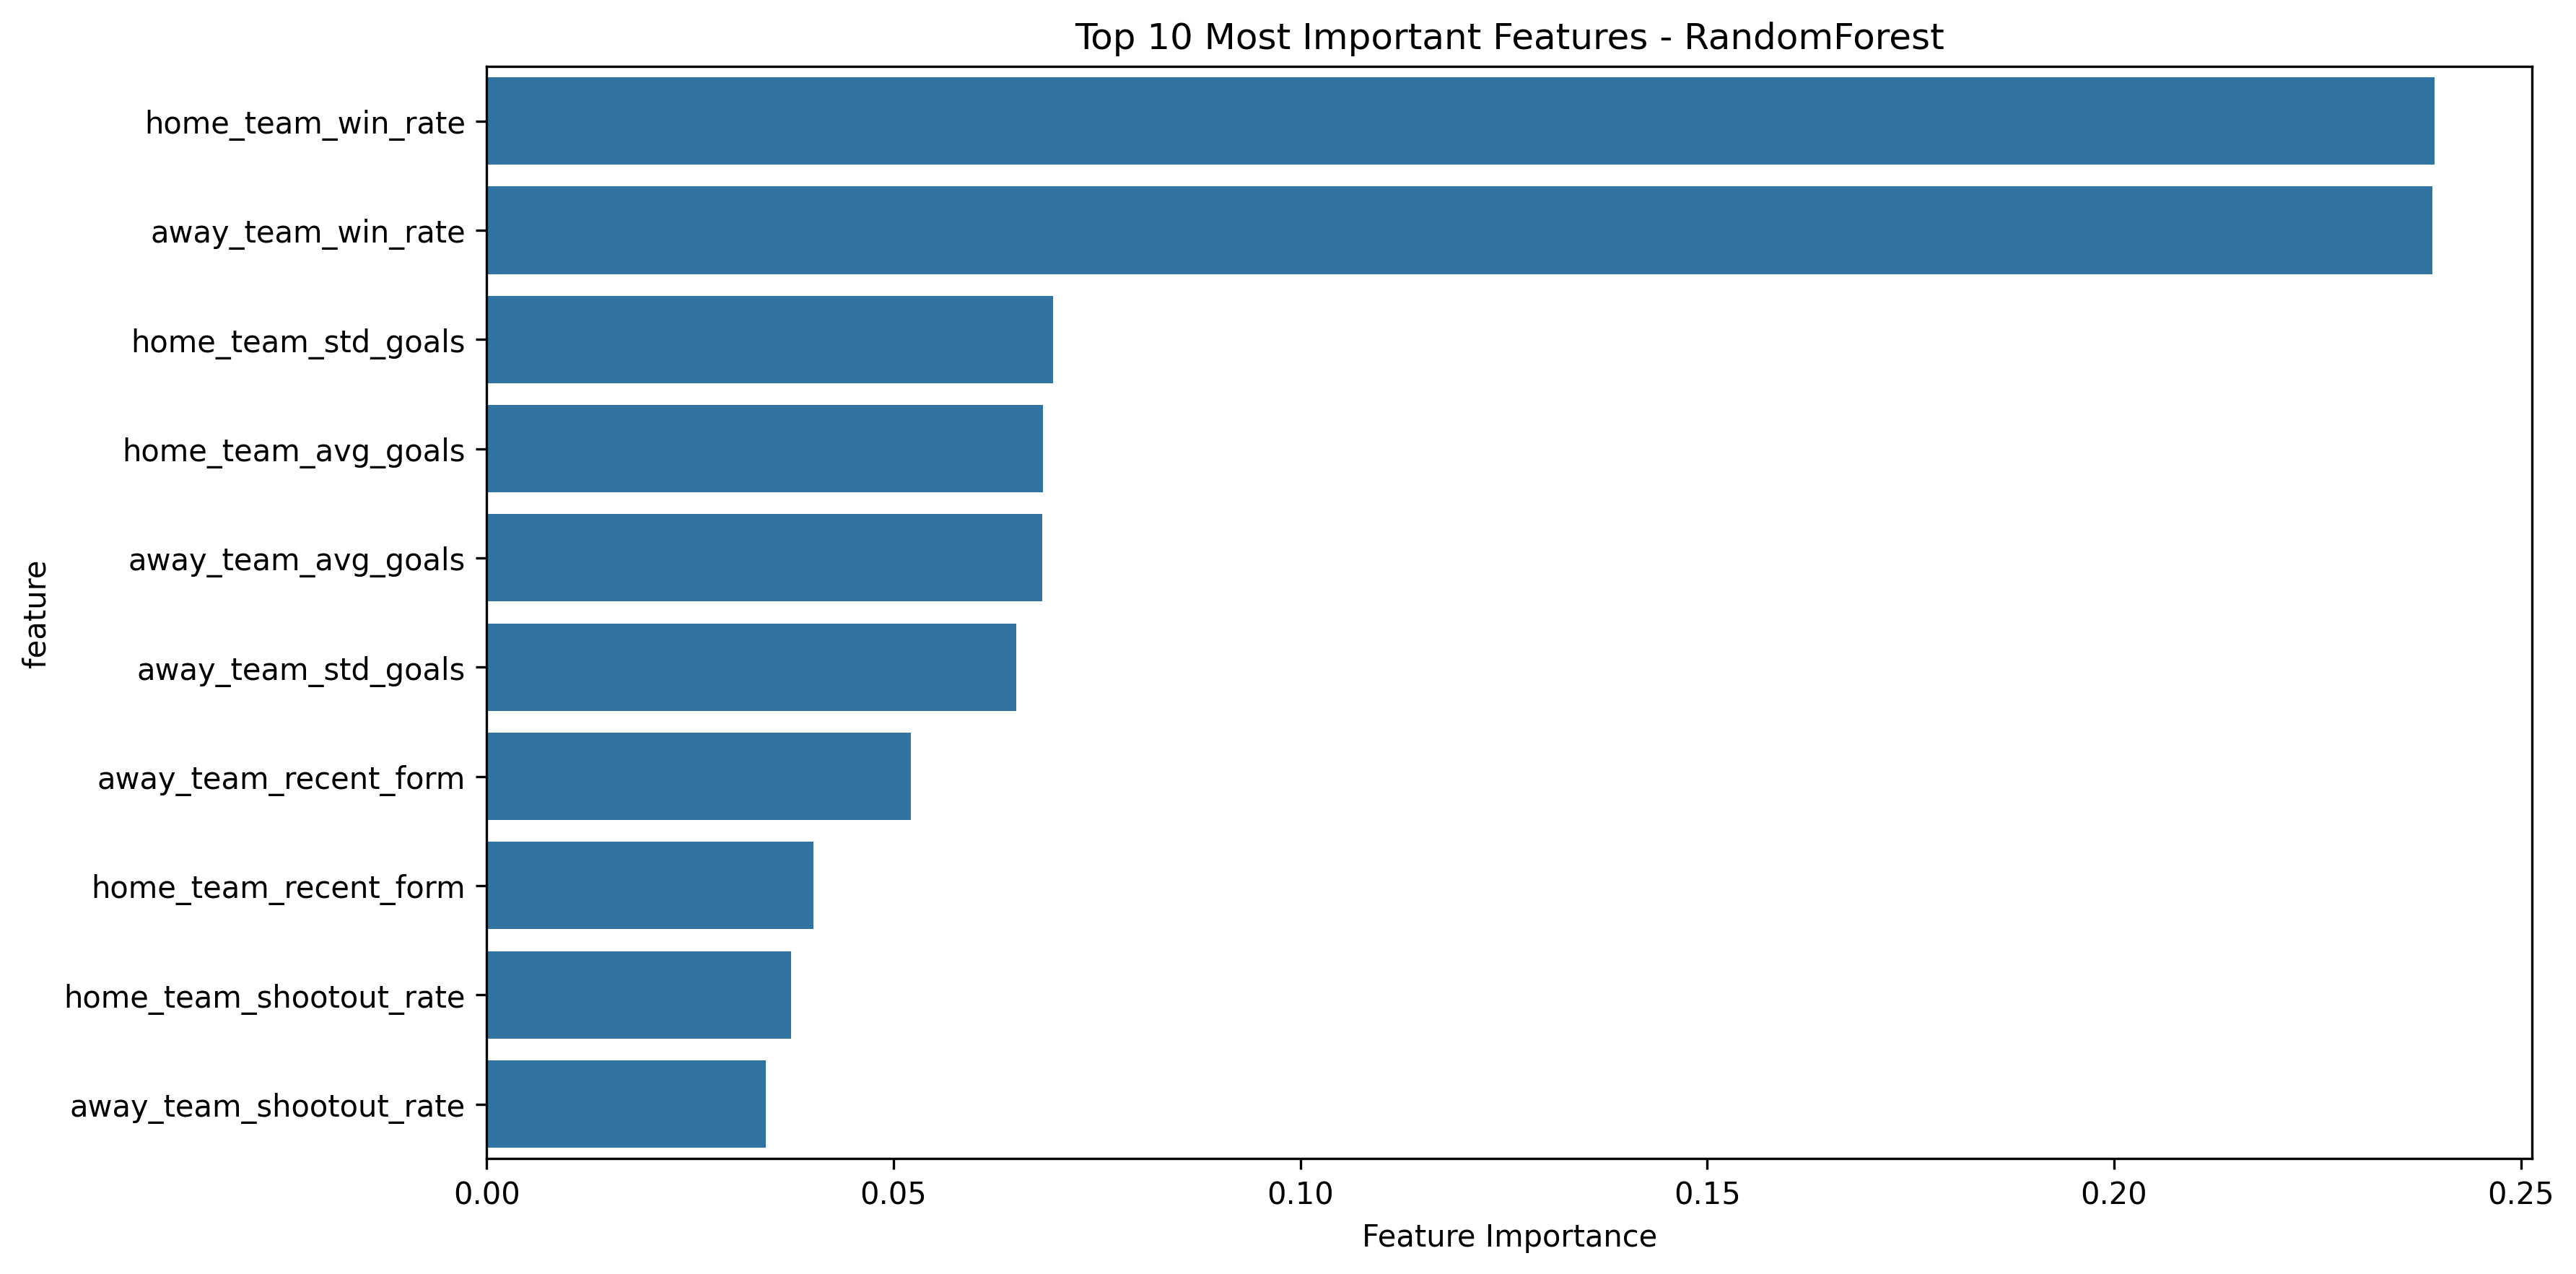 Top 10 Most Important Features - RandomForest
home_team_win_rate
away_team_win_rate
home_team_std_goals
home_team_avg_goals
away_team_avg_goals
away_team_std_goals
away_team_recent_form
home_team_recent_form
home_team_shootout_rate
away_team_shootout_rate
feature
0.00 0.05 0.10 0.15 0.20 0.25
Feature Importance